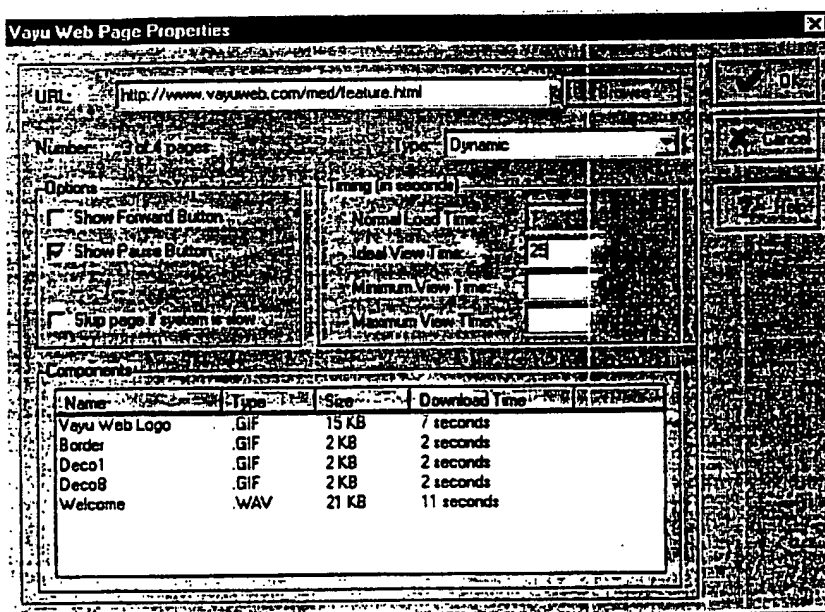 Vayu Web Page Properties
URL: http://www.vayuweb.com/med/feature.html Browse
OK
Number: 3 of 4 pages Type: Dynamic
Cancel
Options
Timing (in seconds)
Show Forward Button
Normal Load Time:
Help
Show Pause Button
Ideal View Time: 25
Minimum View Time:
Skip page if system is slow
Maximum View Time:
Components
Name Type Size Download Time
Vayu Web Logo .GIF 15 KB 7 seconds
Border .GIF 2 KB 2 seconds
Deco1 .GIF 2 KB 2 seconds
Deco8 .GIF 2 KB 2 seconds
Welcome .WAV 21 KB 11 seconds